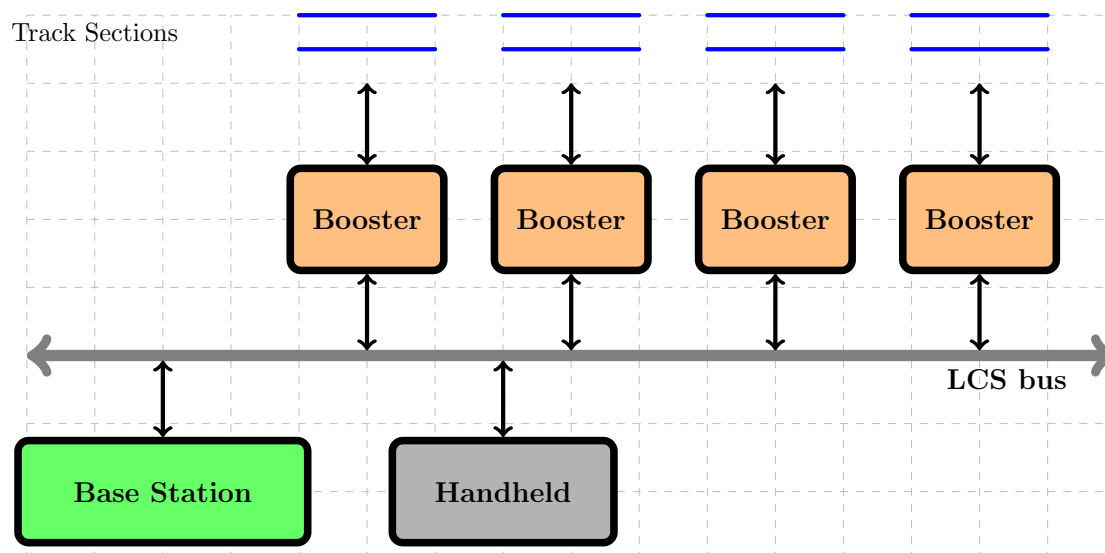 Track Sections
Booster
Booster
Booster
Booster
LCS bus
Base Station
Handheld